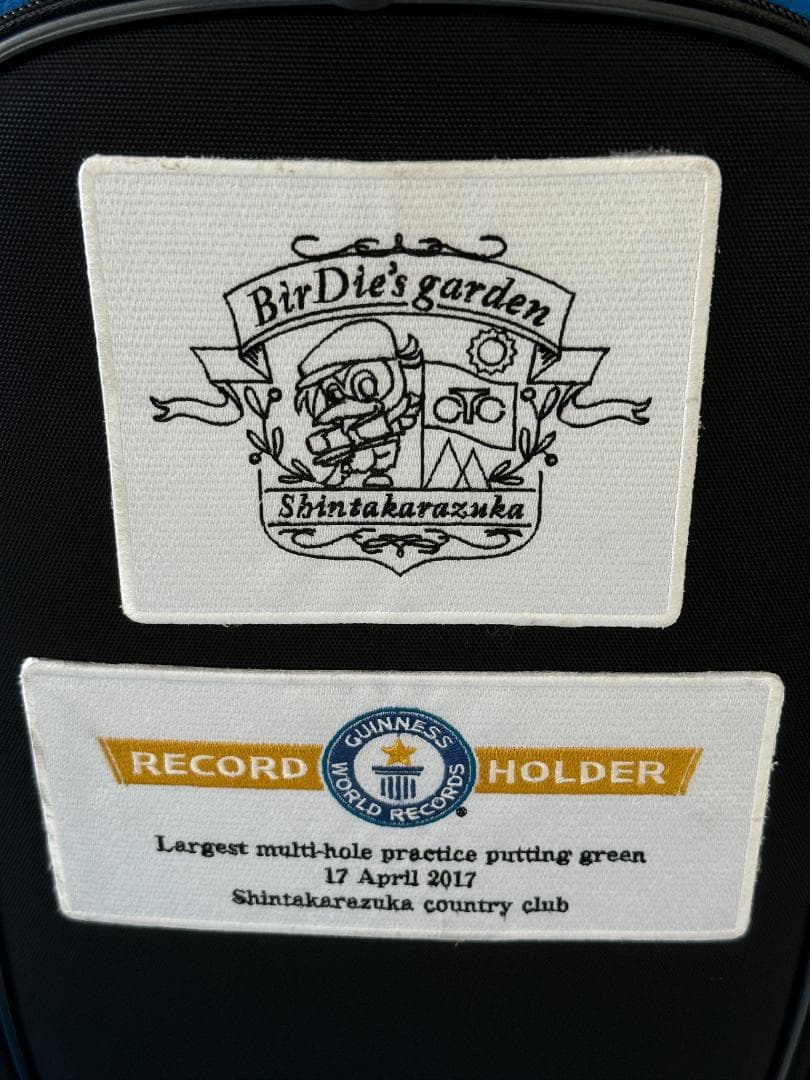 BirDie's garden
CTC
Shintakarazuka
RECORD
GUINNESS WORLD RECORDS
HOLDER
Largest multi-hole practice putting green
17 April 2017
Shintakarazuka country club